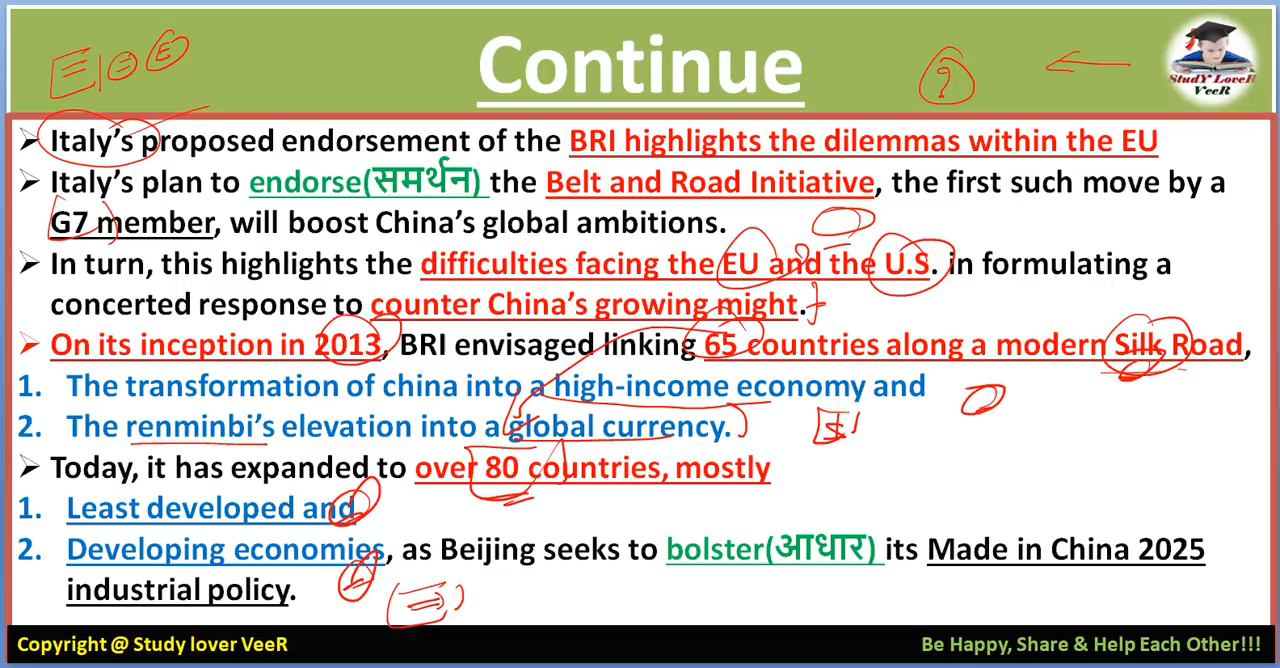 Continue
StudY LoveR
VeeR
➢ Italy's proposed endorsement of the BRI highlights the dilemmas within the EU
➢ Italy's plan to endorse(समर्थन) the Belt and Road Initiative, the first such move by a
G7 member, will boost China's global ambitions.
➢ In turn, this highlights the difficulties facing the EU and the U.S. in formulating a
concerted response to counter China's growing might.
➢ On its inception in 2013, BRI envisaged linking 65 countries along a modern Silk Road,
1. The transformation of china into a high-income economy and
2. The renminbi's elevation into a global currency.
➢ Today, it has expanded to over 80 countries, mostly
1. Least developed and
2. Developing economies, as Beijing seeks to bolster(आधार) its Made in China 2025
industrial policy.
Copyright @ Study lover VeeR
Be Happy, Share & Help Each Other!!!